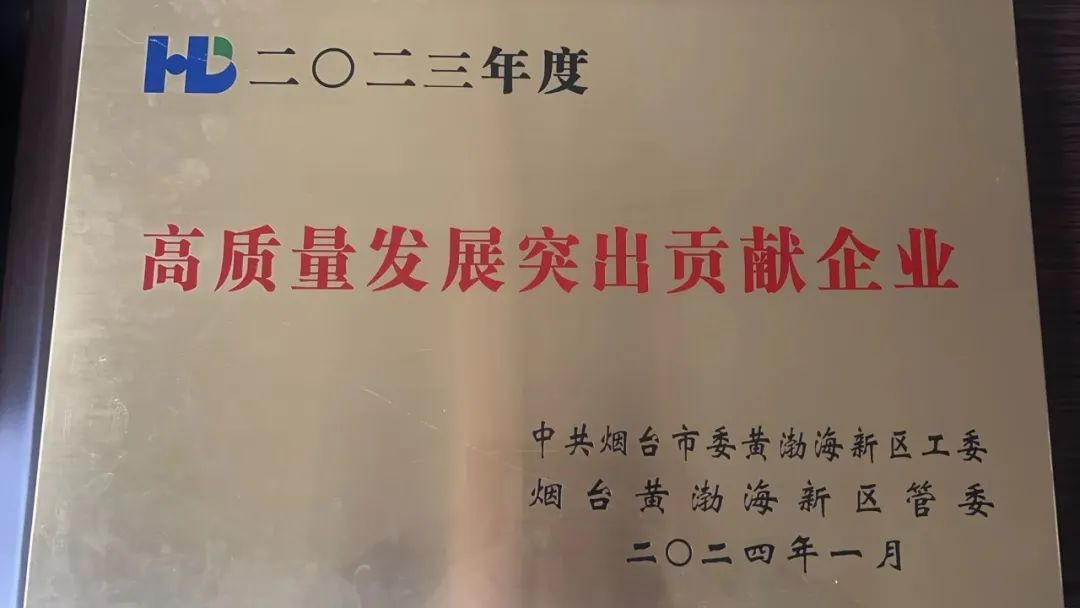 HB 二〇二三年度
高质量发展突出贡献企业
中共烟台市委黄渤海新区工委
烟台黄渤海新区管委
二〇二四年一月